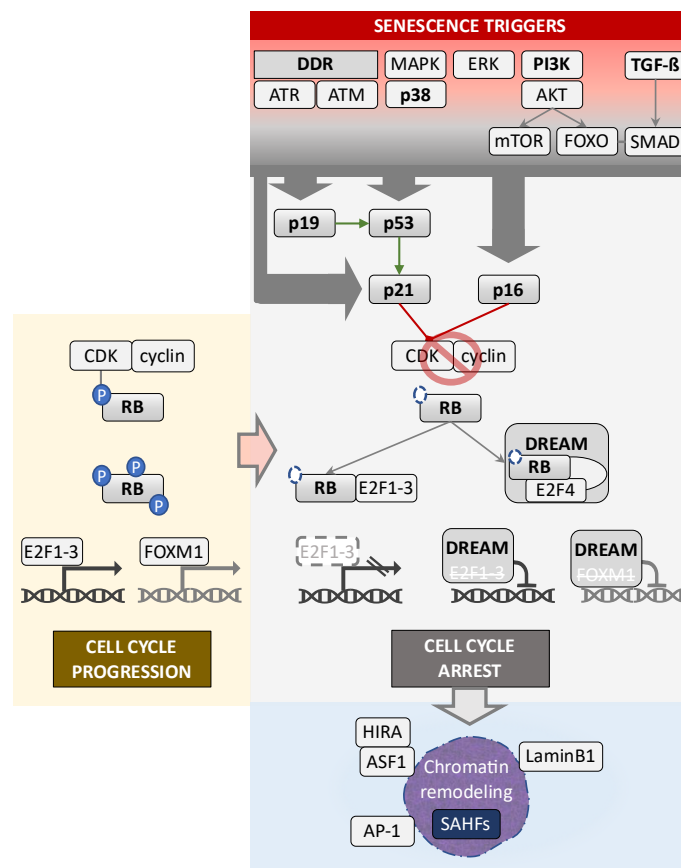 SENESCENCE TRIGGERS
DDR
MAPK
ERK
PI3K
TGF-ß
ATR
ATM
p38
AKT
mTOR
FOXO
SMAD
p19
p53
p21
p16
CDK
cyclin
CDK
cyclin
P
RB
RB
P
P
RB
P
DREAM
RB
E2F4
RB
E2F1-3
E2F1-3
FOXM1
E2F1-3
DREAM
E2F1-3
DREAM
FOXM1
CELL CYCLE
PROGRESSION
CELL CYCLE
ARREST
HIRA
ASF1
LaminB1
Chromatin
remodeling
SAHFs
AP-1